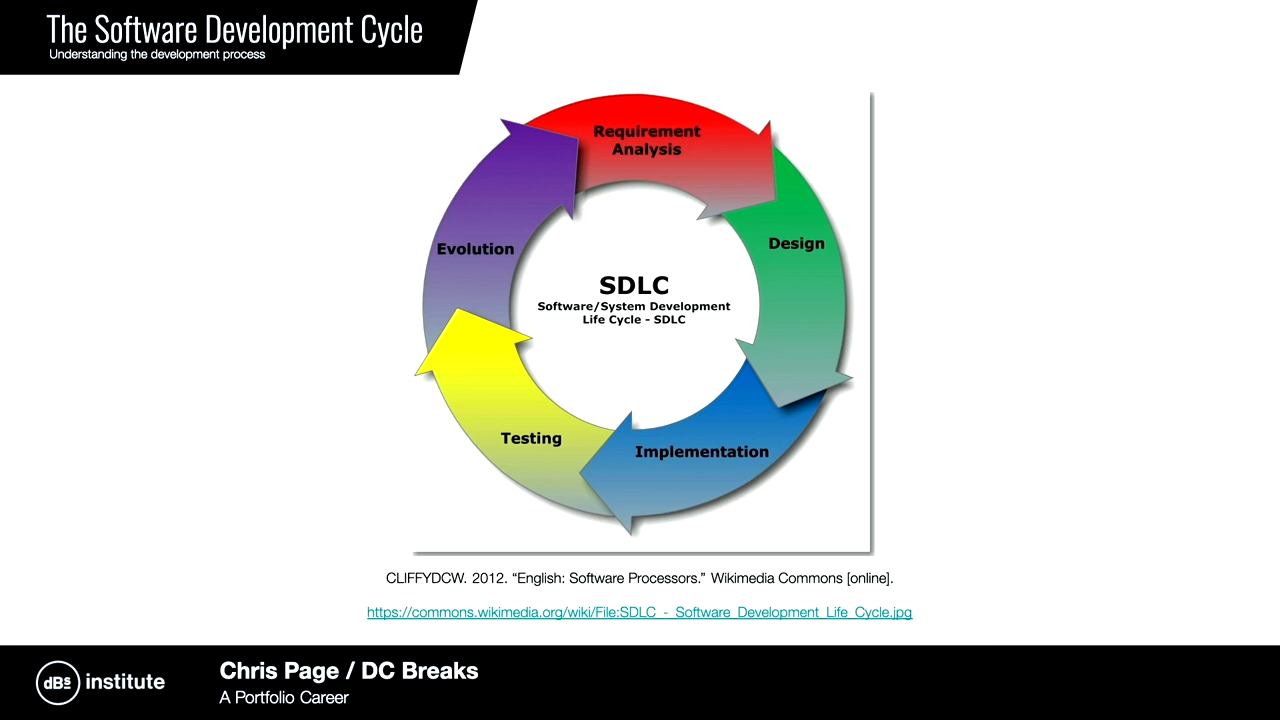 The Software Development Cycle
Understanding the development process
Requirement
Analysis
Design
Evolution
SDLC
Software/System Development
Life Cycle - SDLC
Testing
Implementation
CLIFFYDCW. 2012. “English: Software Processors.” Wikimedia Commons [online].
https://commons.wikimedia.org/wiki/File:SDLC_-_Software_Development_Life_Cycle.jpg
dBs institute
Chris Page / DC Breaks
A Portfolio Career